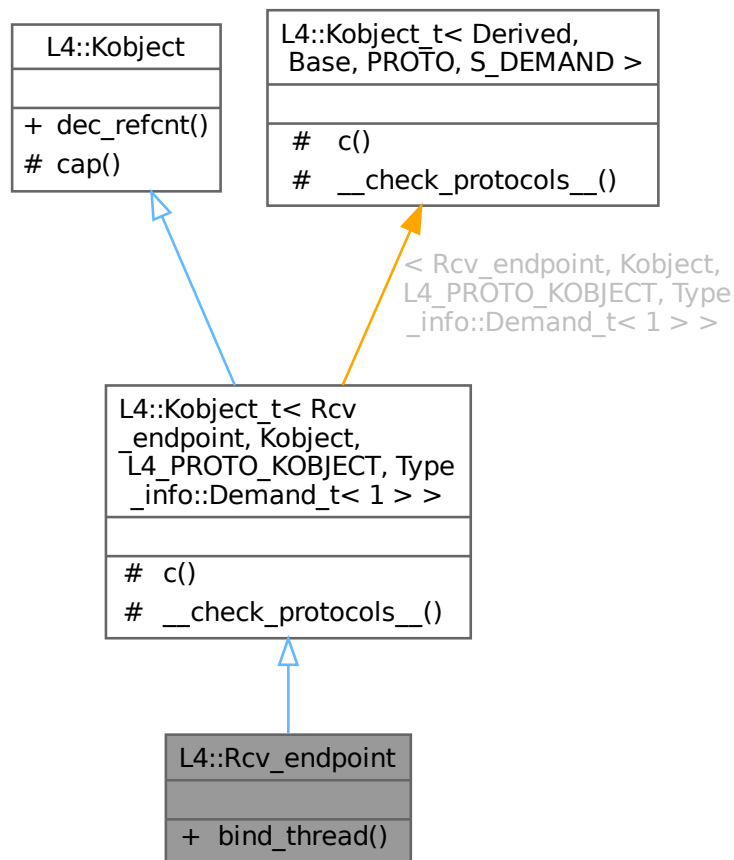 L4::Kobject
+ dec_refcnt()
# cap()
L4::Kobject_t< Derived,
Base, PROTO, S_DEMAND >
# c()
# __check_protocols__()
< Rcv_endpoint, Kobject,
L4_PROTO_KOBJECT, Type
_info::Demand_t< 1 > >
L4::Kobject_t< Rcv
_endpoint, Kobject,
L4_PROTO_KOBJECT, Type
_info::Demand_t< 1 > >
# c()
# __check_protocols__()
L4::Rcv_endpoint
+ bind_thread()